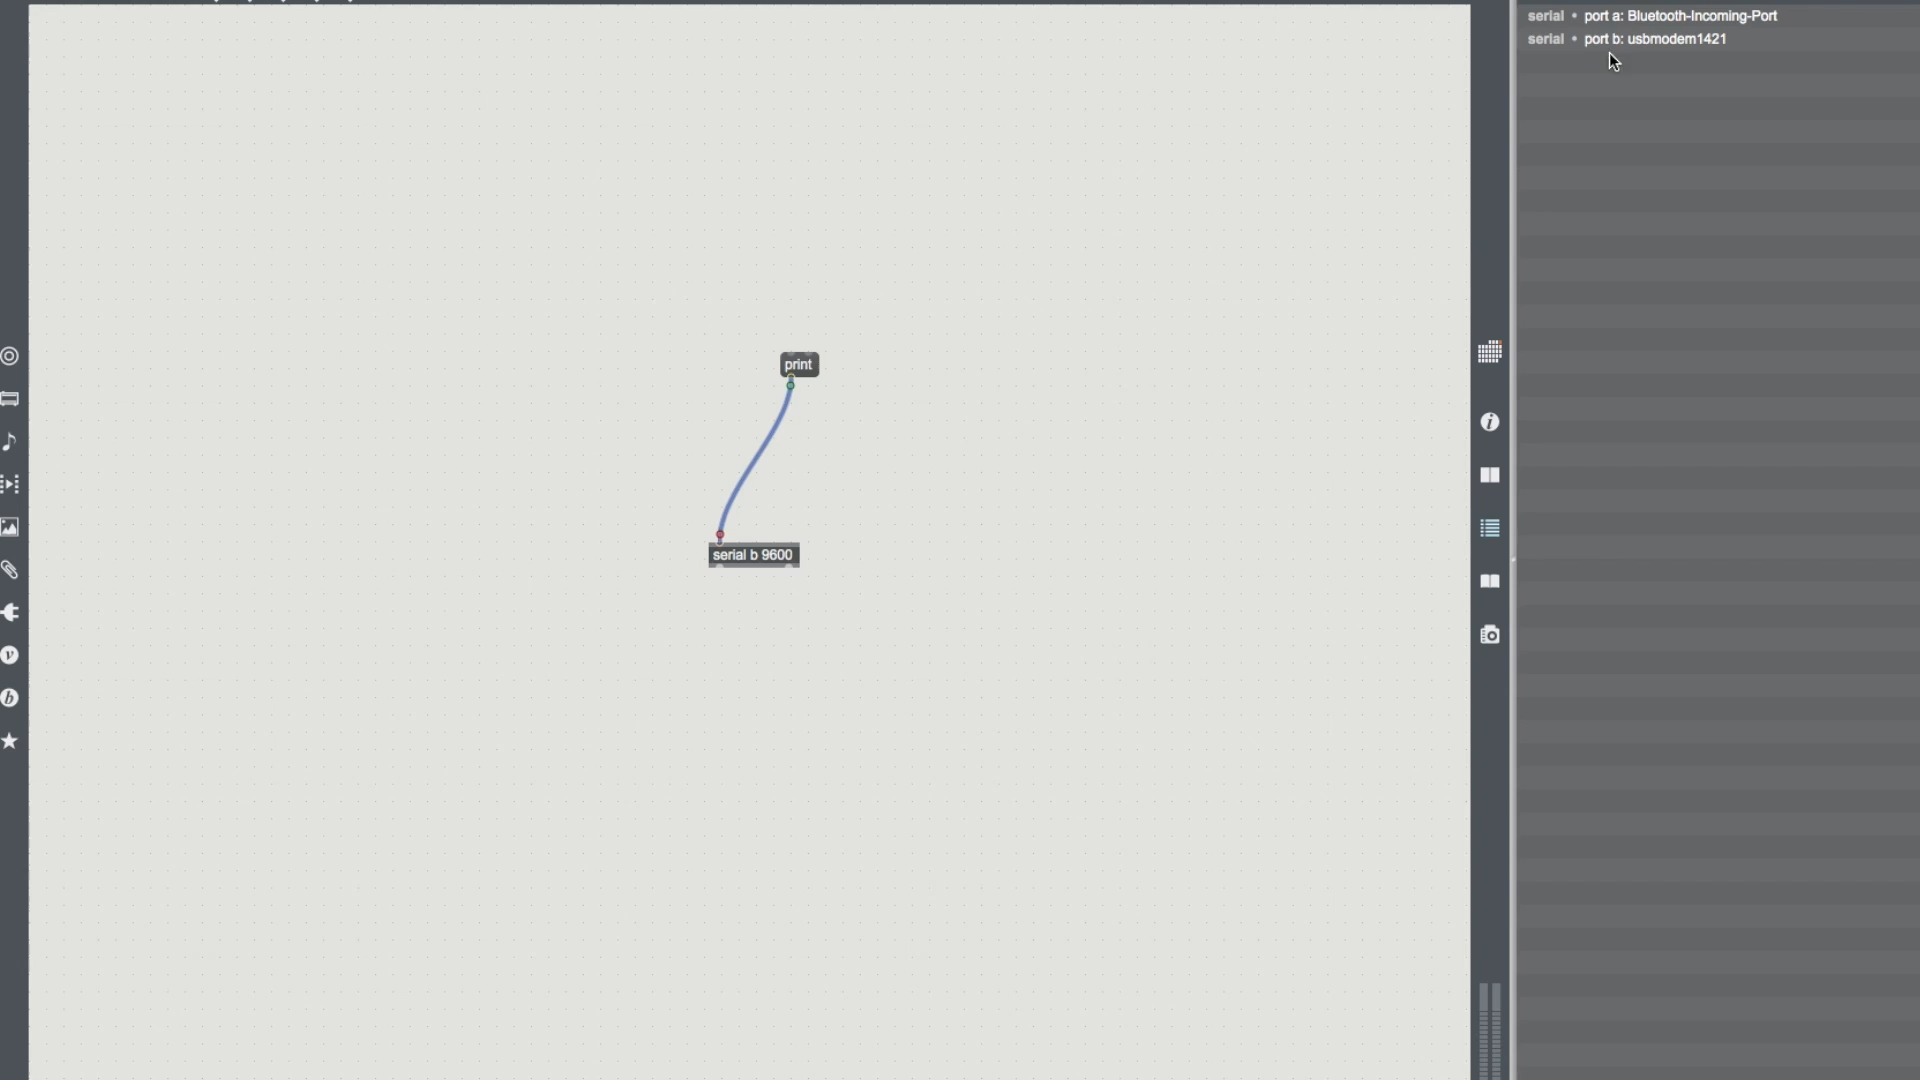 serial • port a: Bluetooth-Incoming-Port
serial • port b: usbmodem1421
print
serial b 9600